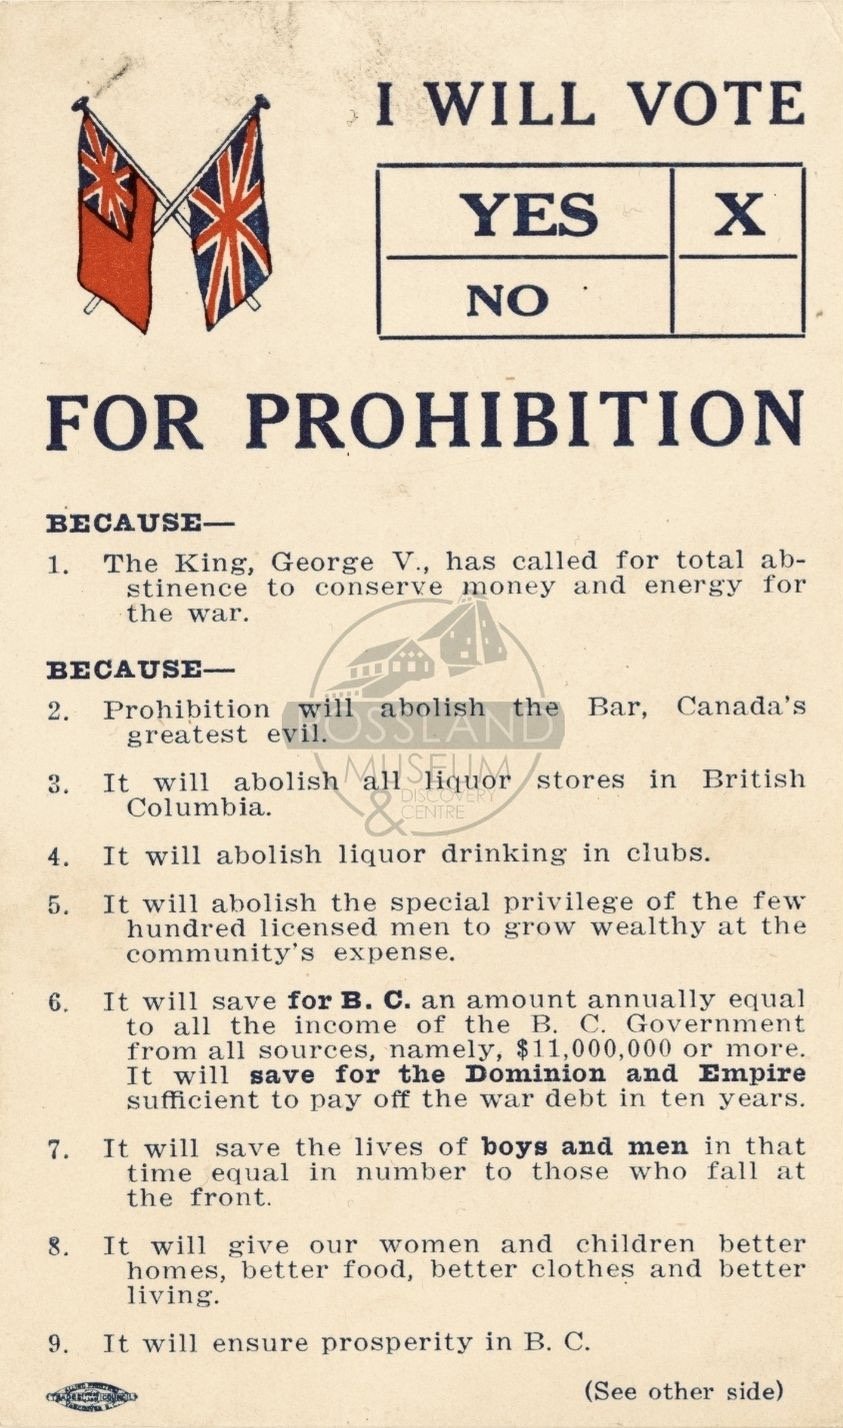 I WILL VOTE
YES X
NO
FOR PROHIBITION
BECAUSE—
1. The King, George V., has called for total ab-
stinence to conserve money and energy for
the war.
BECAUSE—
2. Prohibition will abolish the Bar, Canada's
greatest evil.
3. It will abolish all liquor stores in British
Columbia.
4. It will abolish liquor drinking in clubs.
5. It will abolish the special privilege of the few
hundred licensed men to grow wealthy at the
community's expense.
6. It will save for B. C. an amount annually equal
to all the income of the B. C. Government
from all sources, namely, $11,000,000 or more.
It will save for the Dominion and Empire
sufficient to pay off the war debt in ten years.
7. It will save the lives of boys and men in that
time equal in number to those who fall at
the front.
8. It will give our women and children better
homes, better food, better clothes and better
living.
9. It will ensure prosperity in B. C.
(See other side)
ROSSLAND
MUSEUM
& DISCOVERY
CENTRE